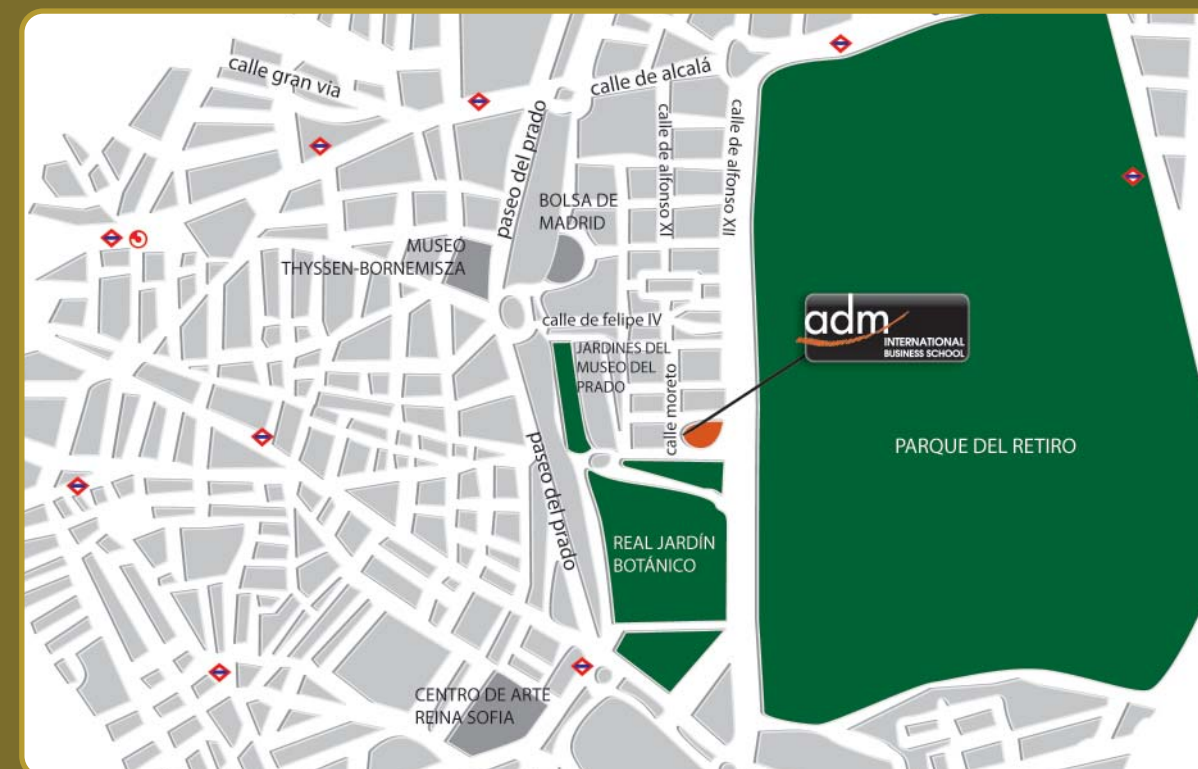 calle gran via
calle de alcalá
paseo del prado
calle de alfonso XI
calle de alfonso XII
BOLSA DE
MADRID
MUSEO
THYSSEN-BORNEMISZA
calle de felipe IV
adm
INTERNATIONAL
BUSINESS SCHOOL
JARDINES DEL
MUSEO DEL
PRADO
calle moreto
PARQUE DEL RETIRO
paseo del prado
REAL JARDÍN
BOTÁNICO
CENTRO DE ARTE
REINA SOFIA